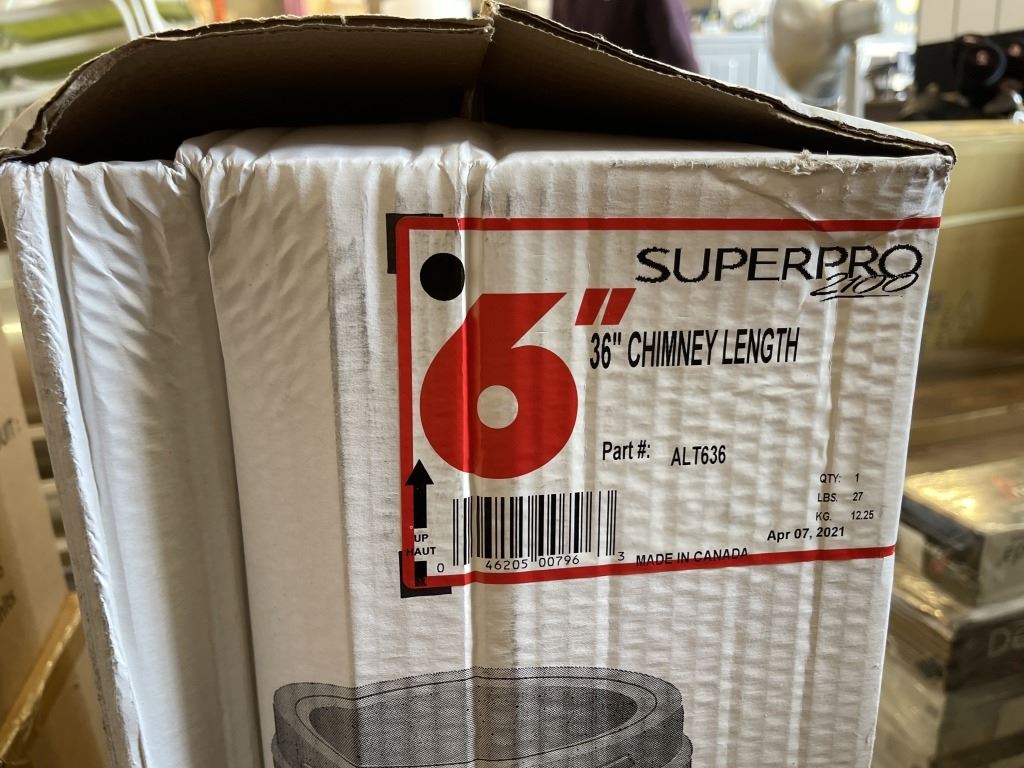 SUPERPRO
2100
6"
36" CHIMNEY LENGTH
Part #: ALT636
QTY: 1
LBS. 27
KG. 12.25
Apr 07, 2021
UP
HAUT
0 46205 00796 3
MADE IN CANADA